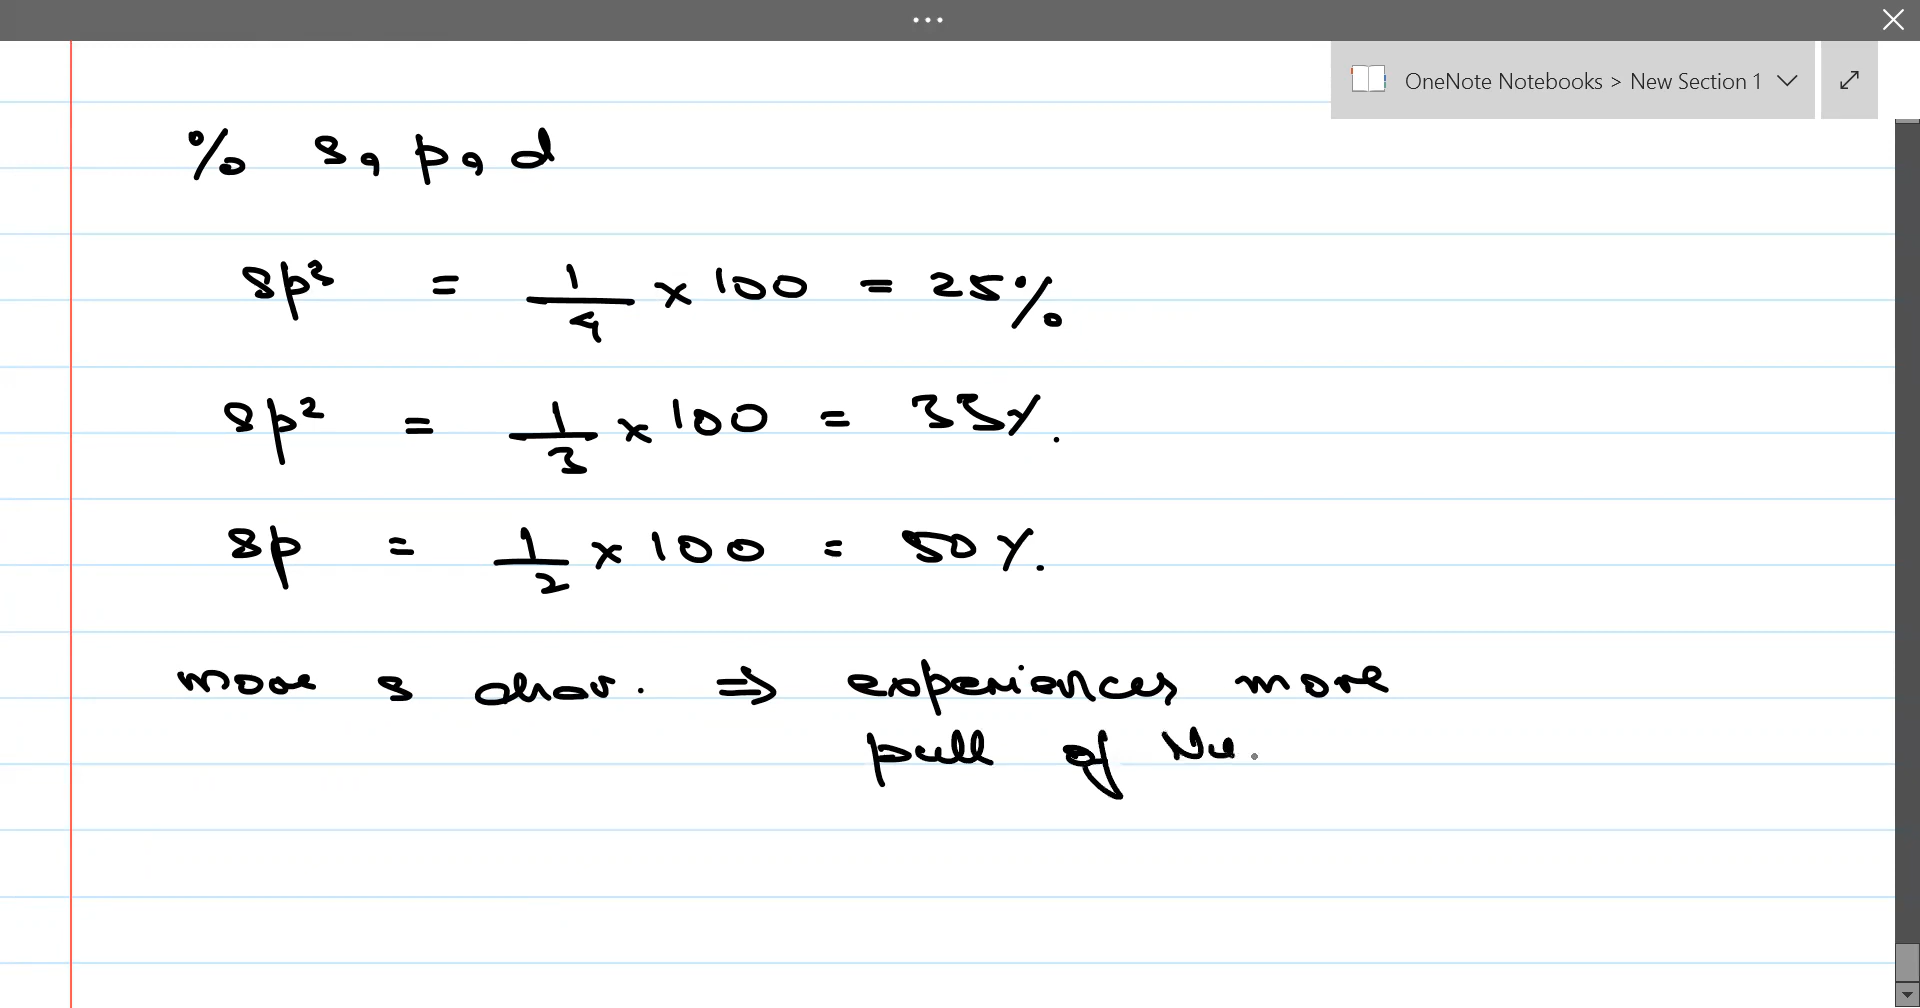 ...
OneNote Notebooks > New Section 1
% s, p, d
sp³ = 1/4 × 100 = 25%
sp² = 1/3 × 100 = 33%.
sp = 1/2 × 100 = 50%.
more s char. ⇒ experiences more
pull of Nu.